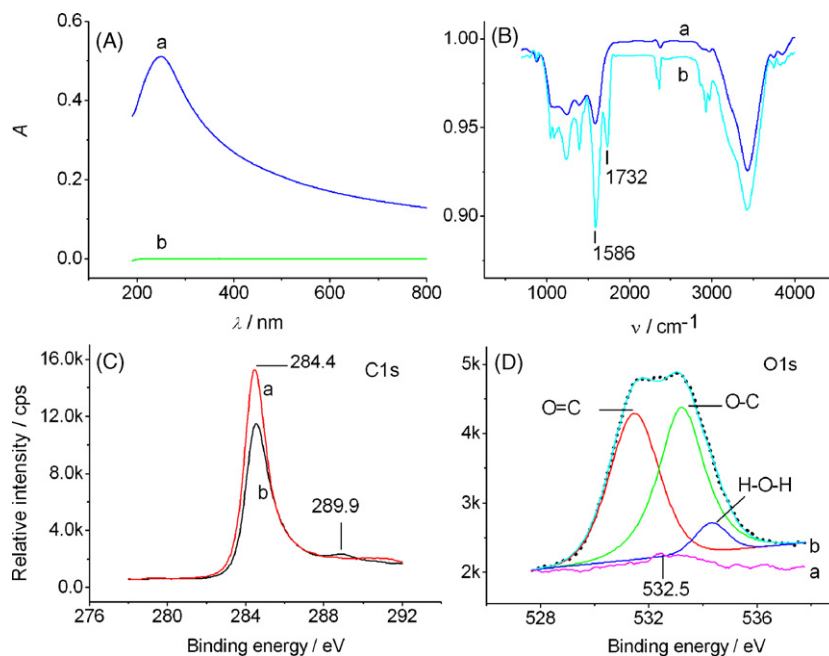 (A)
a
b
A
0.6
0.4
0.2
0.0
200 400 600 800
λ / nm
(B)
a
b
1732
1586
1.00
0.95
0.90
1000 2000 3000 4000
ν / cm-1
(C)
284.4
C1s
a
b
289.9
Relative intensity / cps
16.0k
12.0k
8.0k
4.0k
0.0
276 280 284 288 292
Binding energy / eV
(D)
O1s
O=C
O-C
H-O-H
b
a
532.5
5k
4k
3k
2k
528 532 536
Binding energy / eV